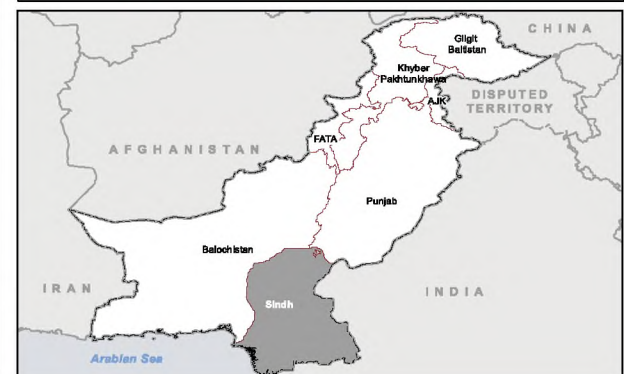 CHINA
Gilgit
Baltistan
Khyber
Pakhtunkhawa
DISPUTED
TERRITORY
AJK
FATA
AFGHANISTAN
Punjab
Balochistan
IRAN
INDIA
Sindh
Arabian Sea